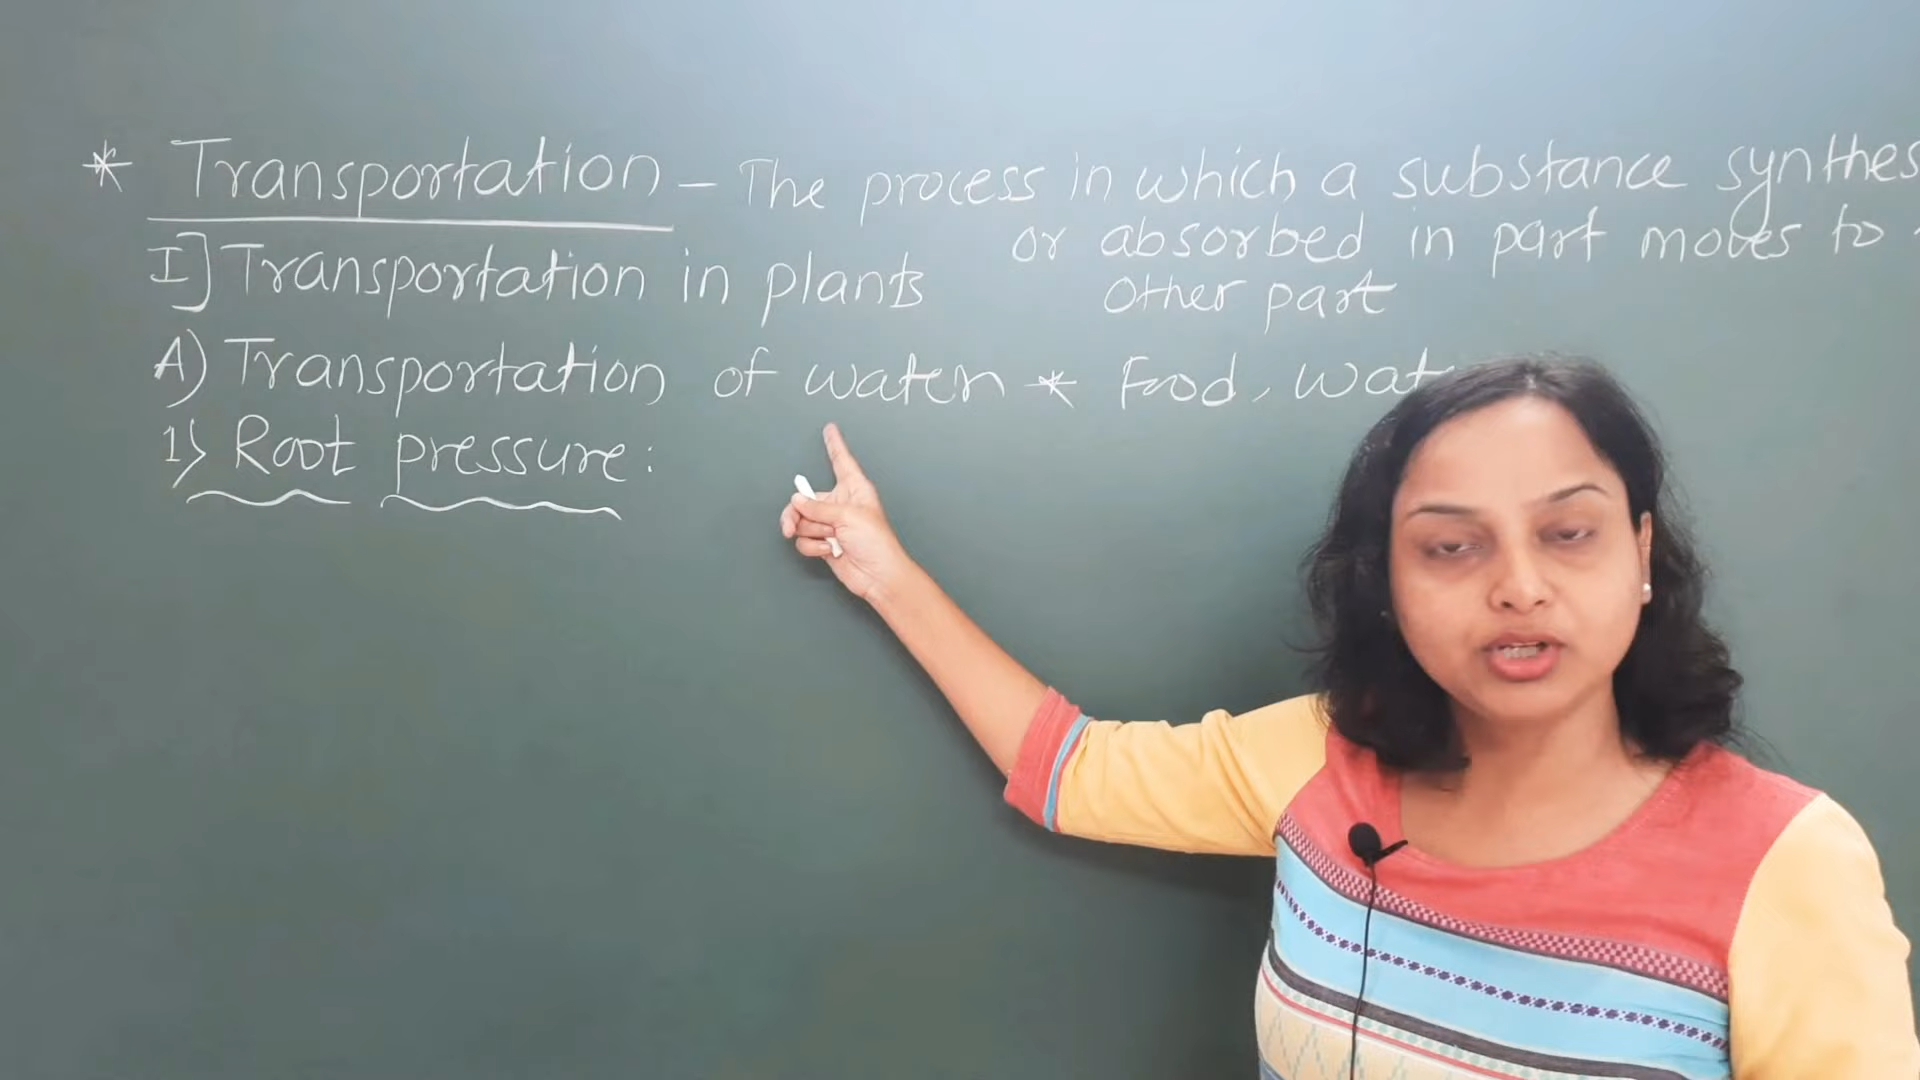 * Transportation - The process in which a substance synthes
or absorbed in part moves to
other part
I] Transportation in plants
A) Transportation of water * Food, wat
1) Root pressure: